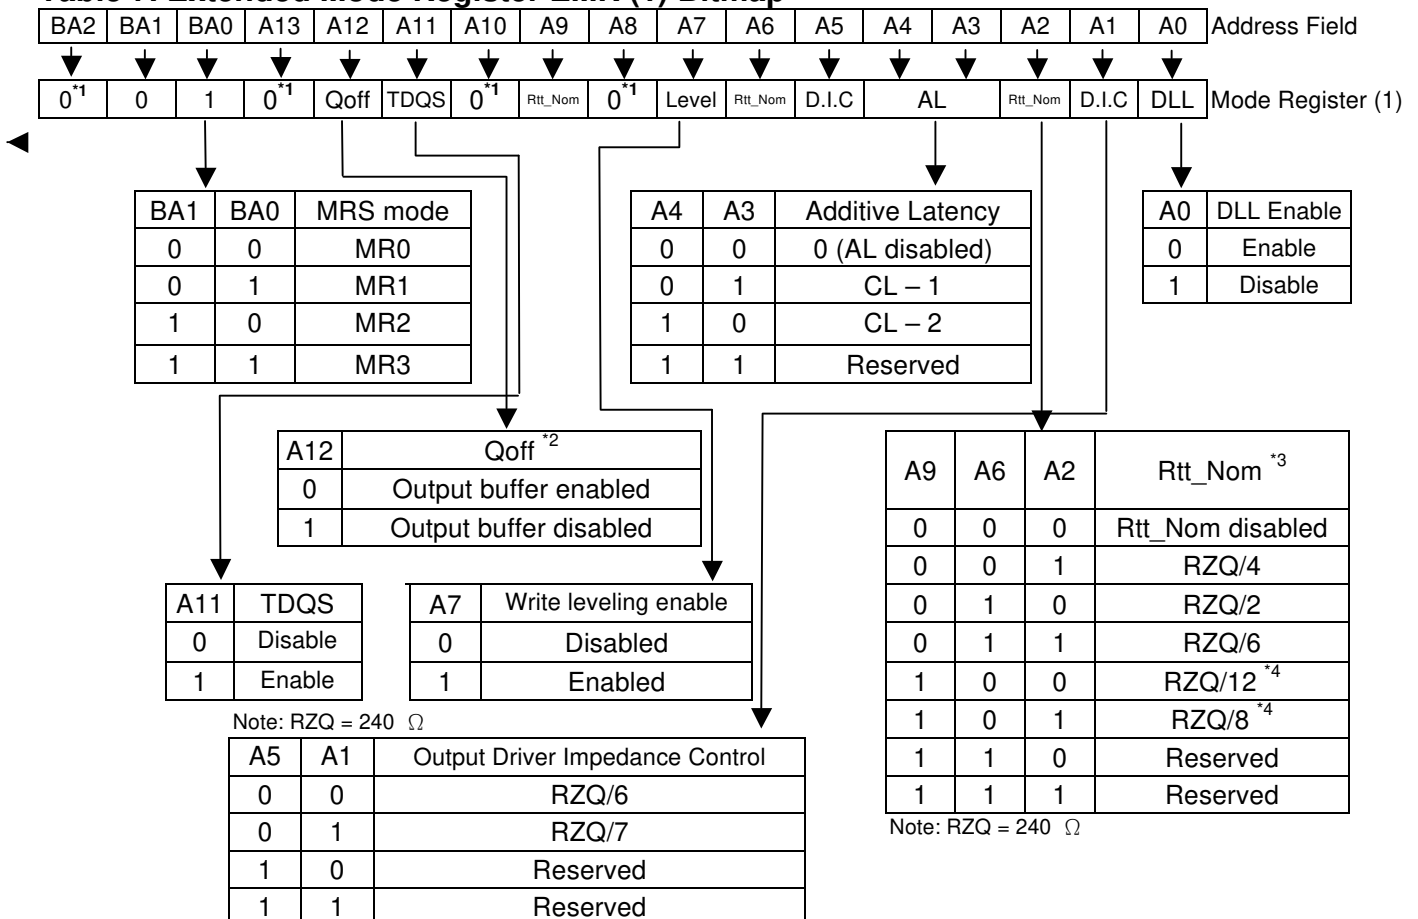 BA2 BA1 BA0 A13 A12 A11 A10 A9 A8 A7 A6 A5 A4 A3 A2 A1 A0 Address Field
0*1 0 1 0*1 Qoff TDQS 0*1 Rtt_Nom 0*1 Level Rtt_Nom D.I.C AL Rtt_Nom D.I.C DLL Mode Register (1)
BA1 BA0 MRS mode
0 0 MR0
0 1 MR1
1 0 MR2
1 1 MR3
A4 A3 Additive Latency
0 0 0 (AL disabled)
0 1 CL – 1
1 0 CL – 2
1 1 Reserved
A0 DLL Enable
0 Enable
1 Disable
A12 Qoff *2
0 Output buffer enabled
1 Output buffer disabled
A9 A6 A2 Rtt_Nom *3
0 0 0 Rtt_Nom disabled
0 0 1 RZQ/4
0 1 0 RZQ/2
0 1 1 RZQ/6
1 0 0 RZQ/12 *4
1 0 1 RZQ/8 *4
1 1 0 Reserved
1 1 1 Reserved
Note: RZQ = 240 Ω
A11 TDQS
0 Disable
1 Enable
A7 Write leveling enable
0 Disabled
1 Enabled
Note: RZQ = 240 Ω
A5 A1 Output Driver Impedance Control
0 0 RZQ/6
0 1 RZQ/7
1 0 Reserved
1 1 Reserved